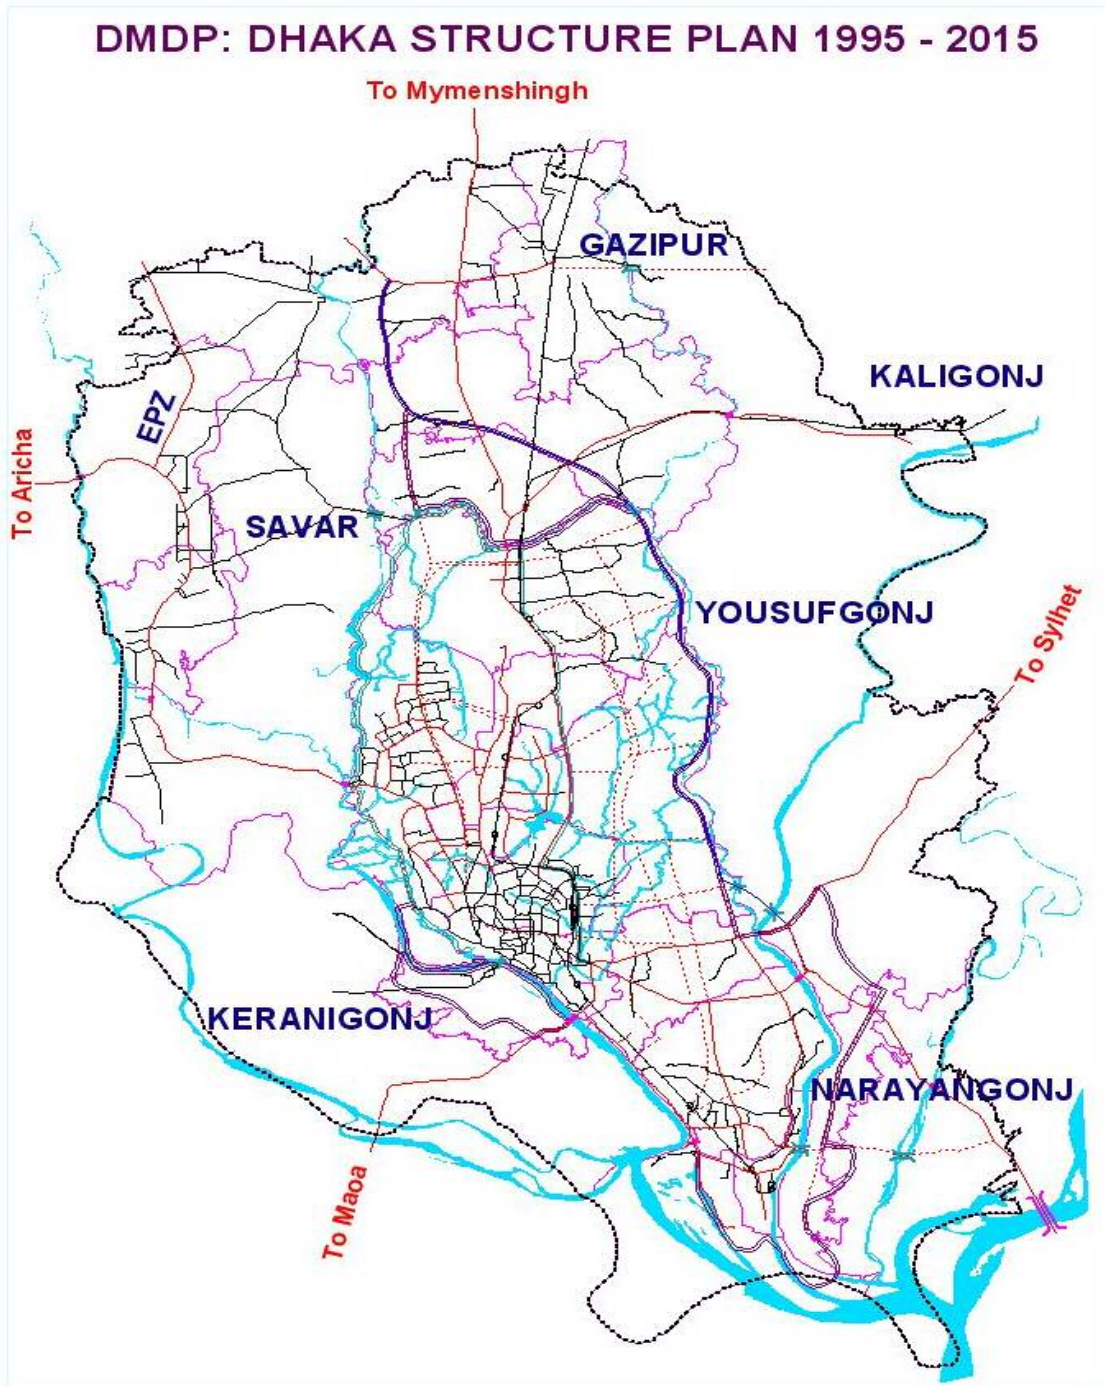 DMDP: DHAKA STRUCTURE PLAN 1995 - 2015
To Mymenshingh
GAZIPUR
KALIGONJ
EPZ
To Aricha
SAVAR
YOUSUFGONJ
To Sylhet
KERANIGONJ
NARAYANGONJ
To Maoa